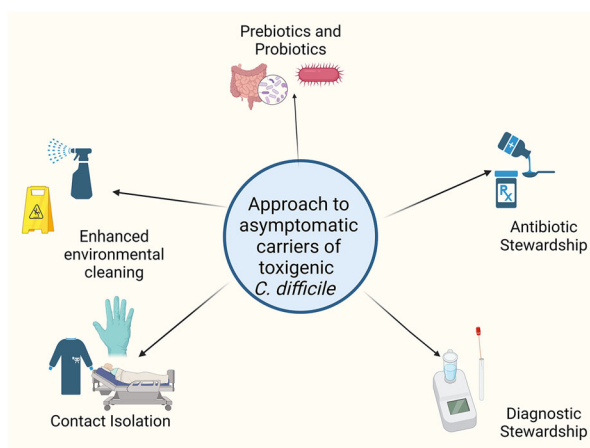 Prebiotics and
Probiotics
Approach to
asymptomatic
carriers of
toxigenic
C. difficile
Enhanced
environmental
cleaning
Rx
Antibiotic
Stewardship
Contact Isolation
Diagnostic
Stewardship